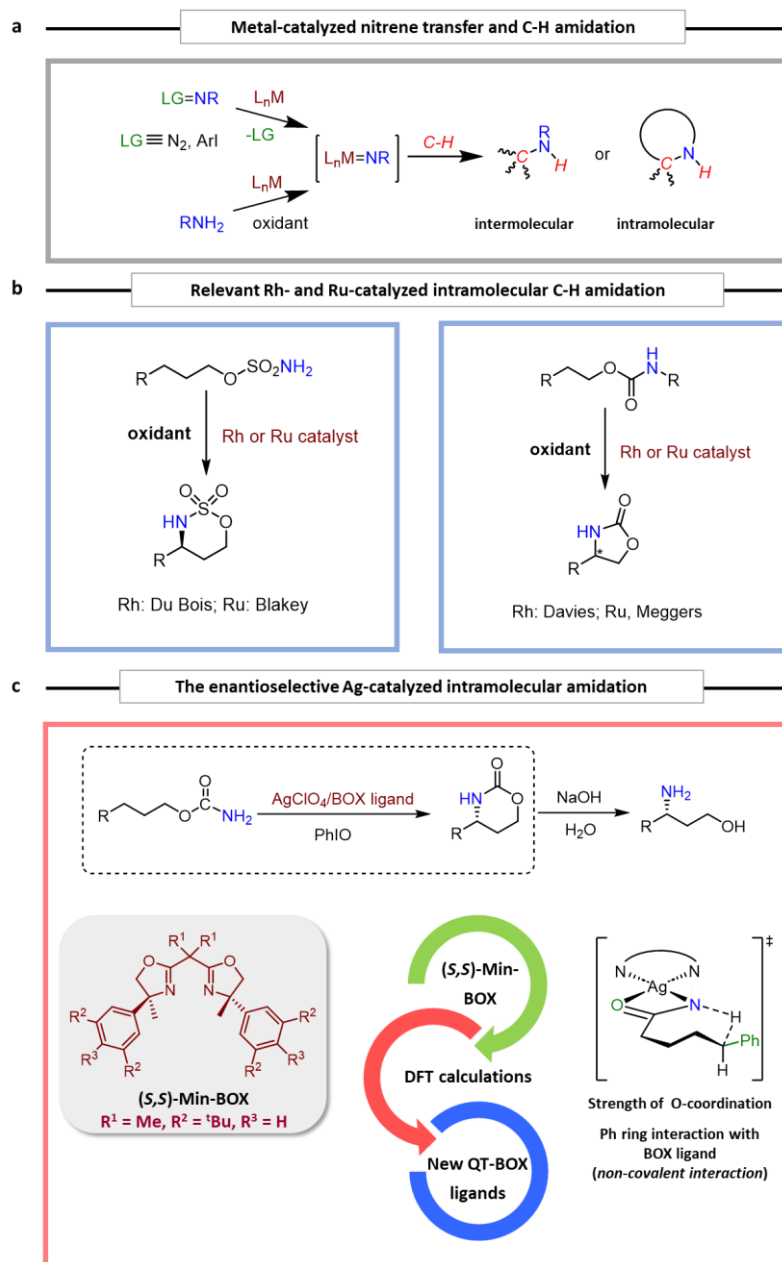 a
Metal-catalyzed nitrene transfer and C-H amidation
LG=NR
LₙM
LG≡N₂, ArI
-LG
[LₙM=NR]
C-H
R
C N H
or
C N H
LₙM
RNH₂
oxidant
intermolecular
intramolecular
b
Relevant Rh- and Ru-catalyzed intramolecular C-H amidation
R O SO₂NH₂
oxidant
Rh or Ru catalyst
O O
HN S O
R
Rh: Du Bois; Ru: Blakey
H
R O N R
O
oxidant
Rh or Ru catalyst
O
HN O
R *
Rh: Davies; Ru, Meggers
c
The enantioselective Ag-catalyzed intramolecular amidation
O
R O NH₂
AgClO₄/BOX ligand
PhIO
O
HN O
R
NaOH
H₂O
NH₂
R OH
R¹ R¹
O O
N N
R² R²
R³ R³
R² R²
(S,S)-Min-BOX
R¹ = Me, R² = ᵗBu, R³ = H
(S,S)-Min-
BOX
DFT calculations
New QT-BOX
ligands
‡
N N
Ag
O N H
Ph
H
Strength of O-coordination
Ph ring interaction with
BOX ligand
(non-covalent interaction)